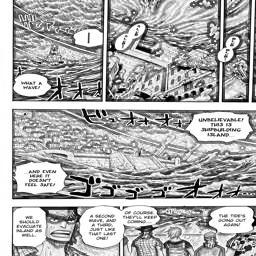 !
WHAT A
WAVE!
UNBELIEVABLE!
THIS IS
SHIPBUILDING
ISLAND...
AND EVEN
HERE IT
DOESN'T
FEEL SAFE!
WE
SHOULD
EVACUATE
INLAND AS
WELL.
A SECOND
WAVE, AND
A THIRD,
JUST LIKE
THAT LAST
ONE!
OF COURSE.
THEY'LL KEEP
COMING...
THE TIDE'S
GOING OUT
AGAIN!